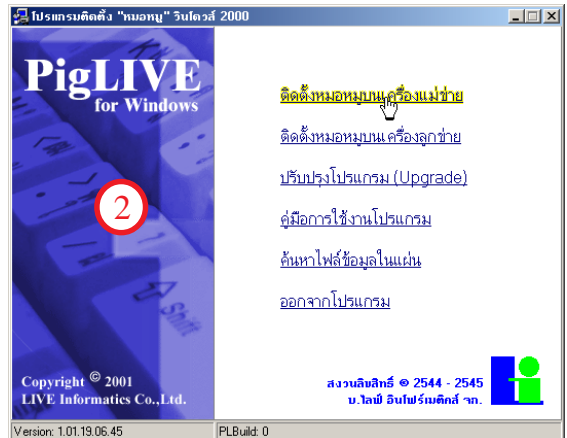 โปรแกรมติดตั้ง "หมอหมู" วินโดวส์ 2000
PigLIVE
for Windows
ติดตั้งหมอหมูบนเครื่องแม่ข่าย
ติดตั้งหมอหมูบนเครื่องลูกข่าย
ปรับปรุงโปรแกรม (Upgrade)
2
คู่มือการใช้งานโปรแกรม
ค้นหาไฟล์ข้อมูลในแผ่น
ออกจากโปรแกรม
Shift
Copyright © 2001
LIVE Informatics Co.,Ltd.
สงวนลิขสิทธิ์ © 2544 - 2545
บ.ไลฟ์ อินโฟร์เมติกส์ จก.
Version: 1.01.19.06.45
PLBuild: 0